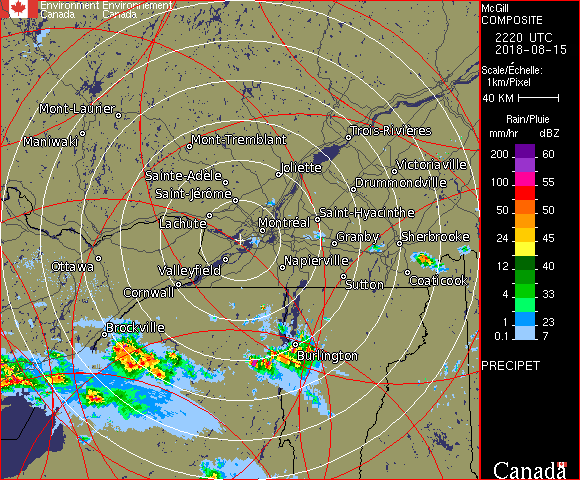 Environment Environnement
Canada Canada
McGill
COMPOSITE
2220 UTC
2018-08-15
Scale/Échelle:
1km/Pixel
40 KM
Rain/Pluie
mm/hr dBZ
200 60
100 55
50 50
24 45
12 40
4 33
1 23
0.1 7
PRECIPET
Canada
Mont-Laurier
Trois-Rivières
Maniwaki
Mont-Tremblant
Joliette
Victoriaville
Sainte-Adèle
Drummondville
Saint-Jérôme
Saint-Hyacinthe
Lachute
Montréal
Granby
Sherbrooke
Ottawa
Valleyfield
Napierville
Sutton
Coaticook
Cornwall
Brockville
Burlington